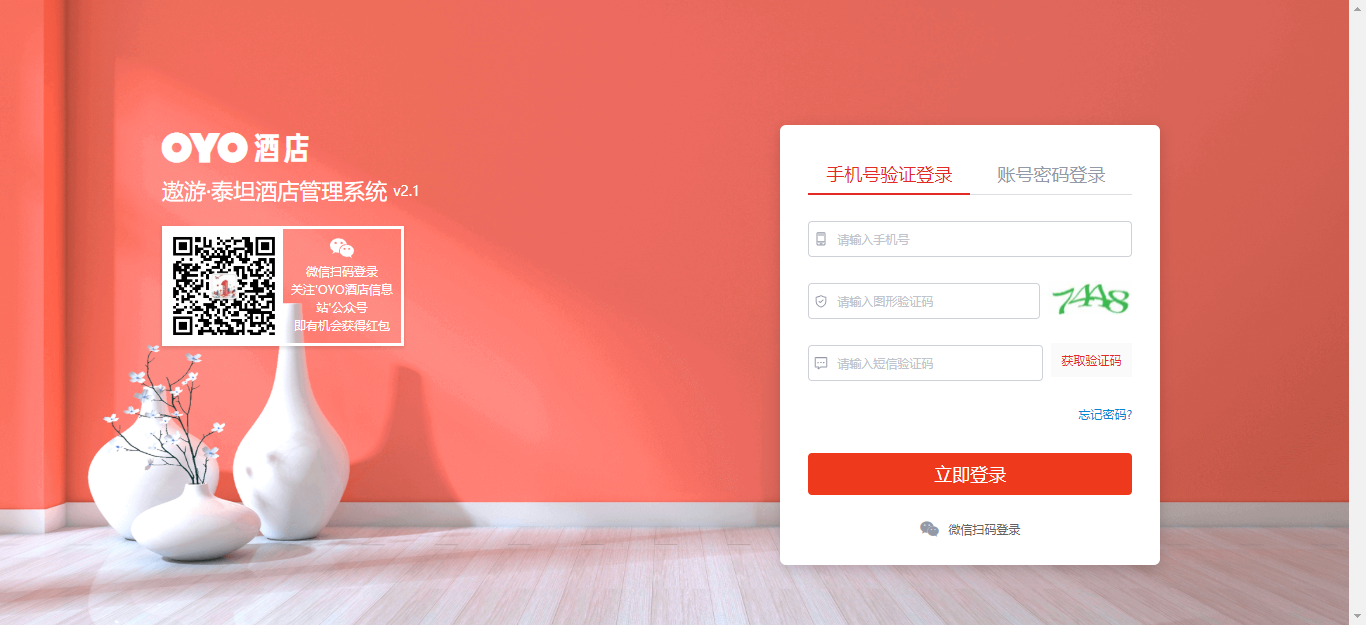 OYO 酒店
遨游·泰坦酒店管理系统 v2.1
微信扫码登录
关注'OYO酒店信息
站'公众号
即有机会获得红包
手机号验证登录
账号密码登录
请输入手机号
请输入图形验证码
7AA8
请输入短信验证码
获取验证码
忘记密码?
立即登录
微信扫码登录